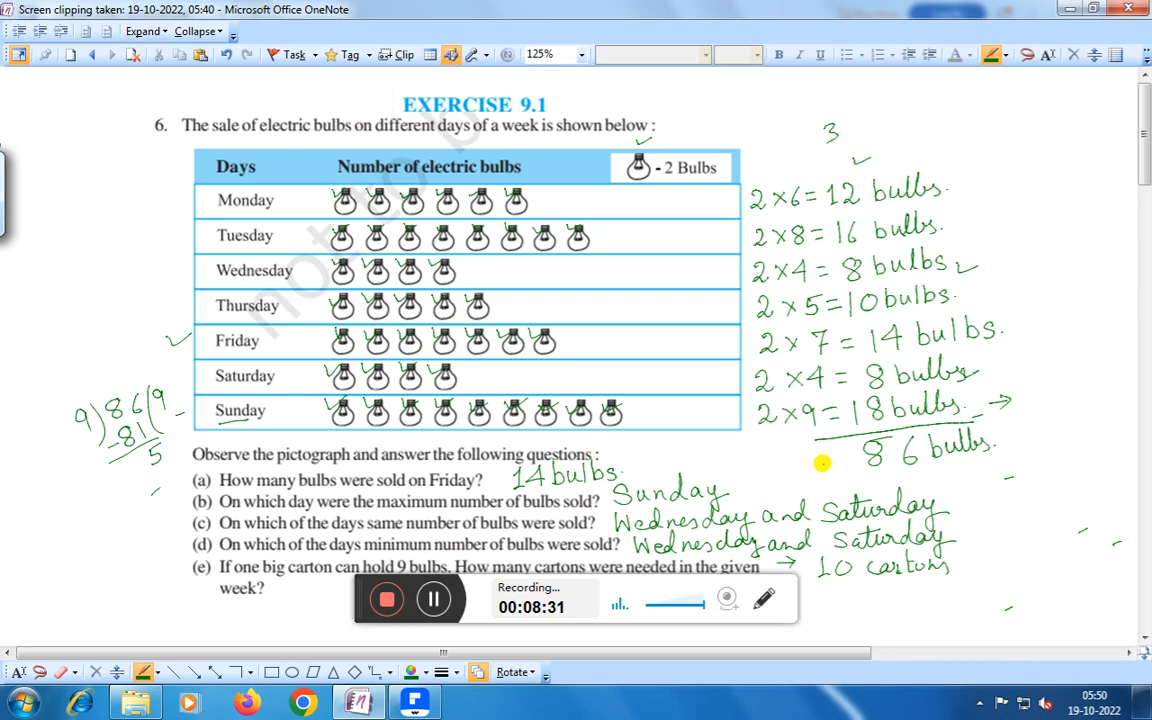 Screen clipping taken: 19-10-2022, 05:40 - Microsoft Office OneNote
Expand Collapse
Task Tag Clip 125% B I U
EXERCISE 9.1
6. The sale of electric bulbs on different days of a week is shown below :
3
Days Number of electric bulbs - 2 Bulbs
Monday 2 × 6 = 12 bulbs.
Tuesday 2 × 8 = 16 bulbs.
Wednesday 2 × 4 = 8 bulbs
Thursday 2 × 5 = 10 bulbs.
Friday 2 × 7 = 14 bulbs.
Saturday 2 × 4 = 8 bulbs
Sunday 2 × 9 = 18 bulbs.
86 bulbs.
9) 86 (9
- 81
5
not to b
Observe the pictograph and answer the following questions :
(a) How many bulbs were sold on Friday? 14 bulbs.
(b) On which day were the maximum number of bulbs sold? Sunday
(c) On which of the days same number of bulbs were sold? Wednesday and Saturday
(d) On which of the days minimum number of bulbs were sold? Wednesday and Saturday
(e) If one big carton can hold 9 bulbs. How many cartons were needed in the given → 10 cartons
week?
Recording...
00:08:31
Rotate
05:50
19-10-2022